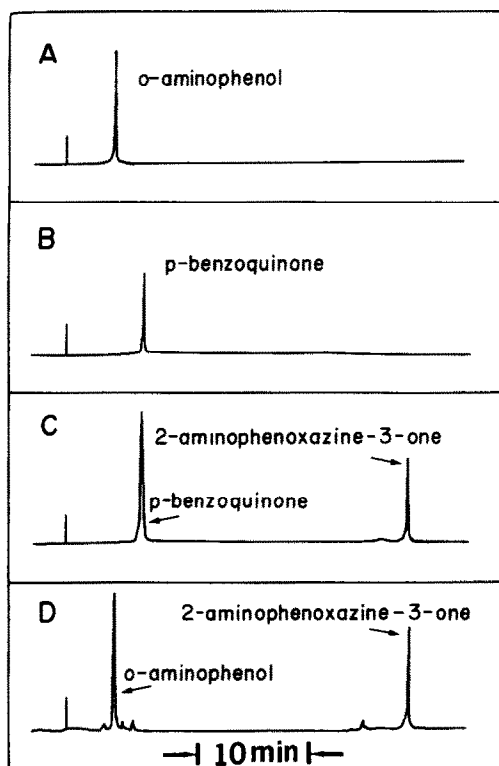 A
o-aminophenol
B
p-benzoquinone
C
2-aminophenoxazine-3-one
p-benzoquinone
D
2-aminophenoxazine-3-one
o-aminophenol
10 min